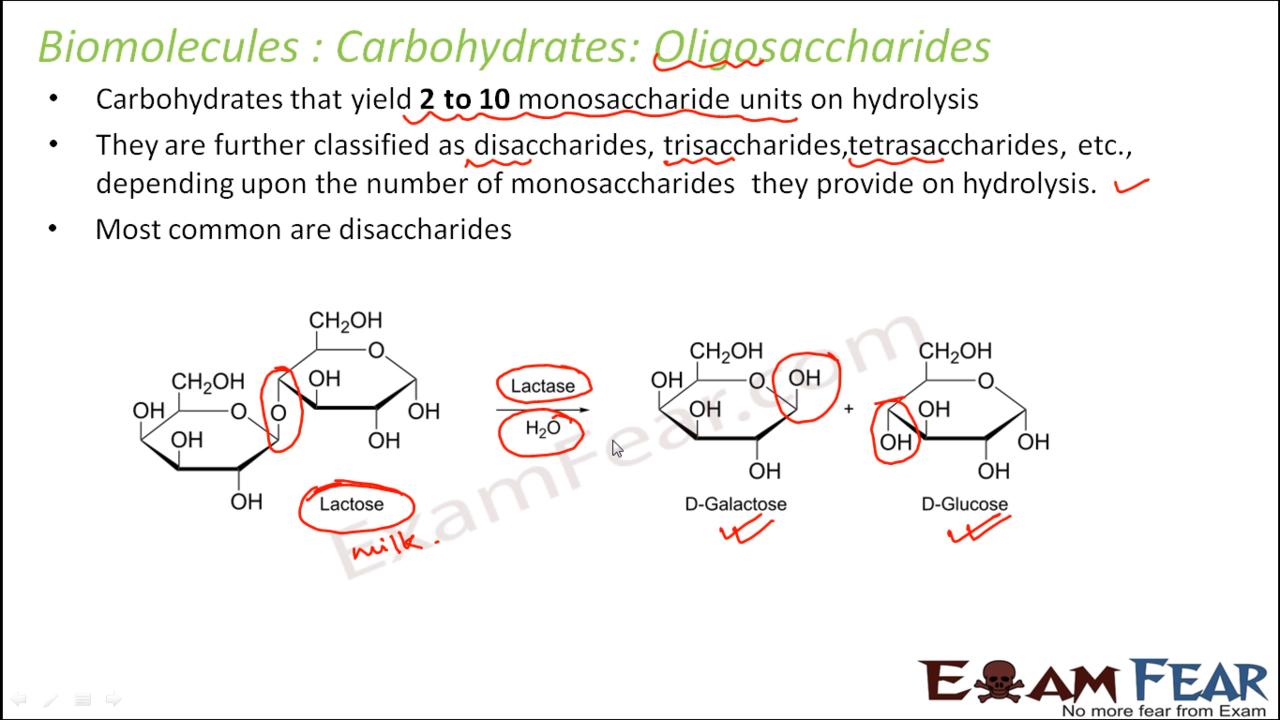 Biomolecules : Carbohydrates: Oligosaccharides
• Carbohydrates that yield 2 to 10 monosaccharide units on hydrolysis
• They are further classified as disaccharides, trisaccharides,tetrasaccharides, etc.,
depending upon the number of monosaccharides they provide on hydrolysis.
• Most common are disaccharides
CH₂OH
O
OH
OH
OH
CH₂OH
OH
O
O
OH
OH
Lactase
H₂O
CH₂OH
OH
O
OH
OH
OH
+
CH₂OH
O
OH
OH
OH
OH
Lactose
D-Galactose
D-Glucose
milk.
ExamFear.com
EXAM FEAR
No more fear from Exam